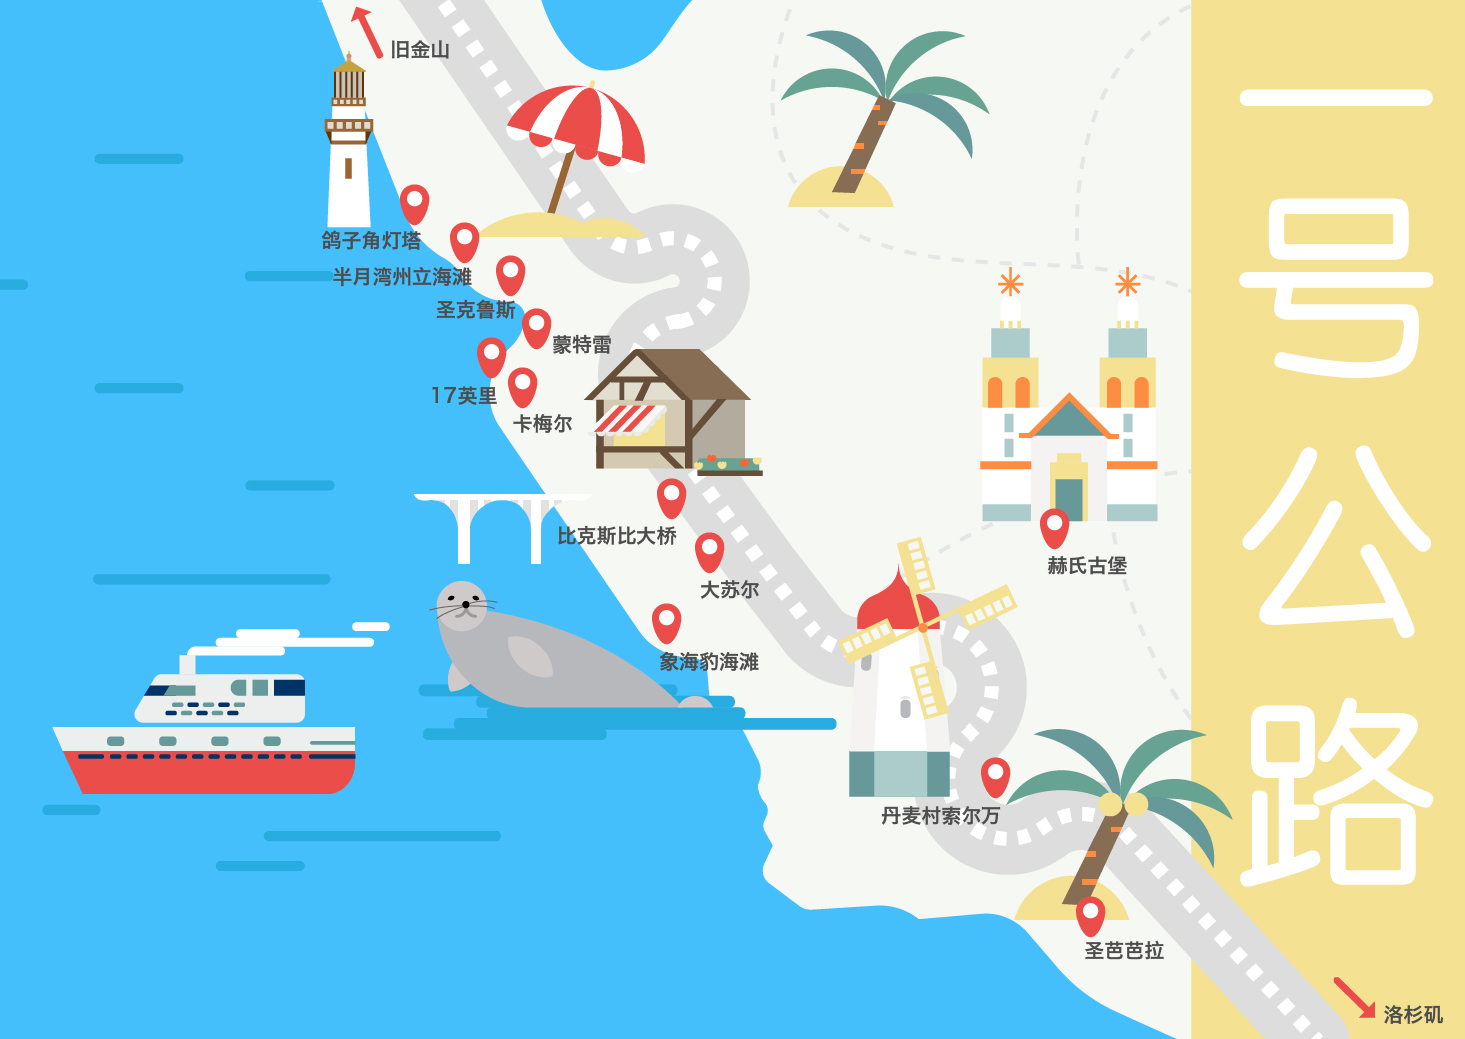 一号公路
旧金山
鸽子角灯塔
半月湾州立海滩
圣克鲁斯
蒙特雷
17英里
卡梅尔
比克斯比大桥
大苏尔
赫氏古堡
象海豹海滩
丹麦村索尔万
圣芭芭拉
洛杉矶